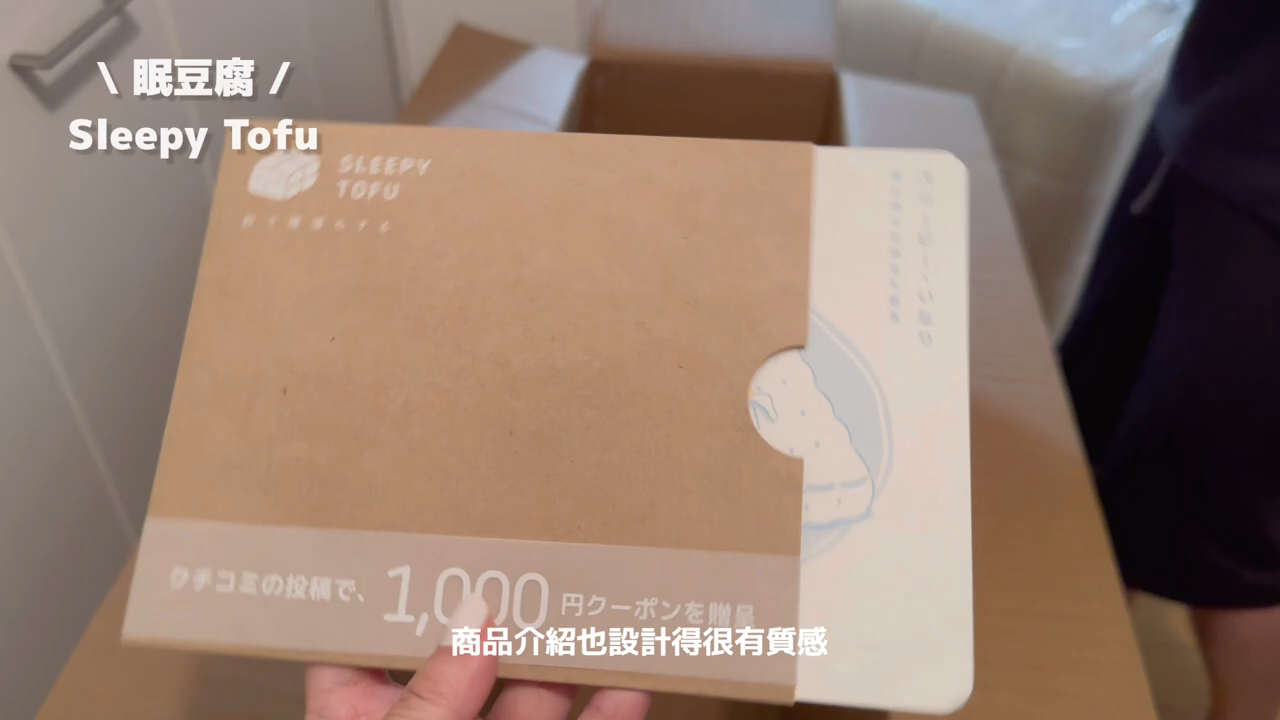 \ 眠豆腐 /
Sleepy Tofu
SLEEPY
TOFU
クチコミの投稿で、1,000円クーポンを贈呈
商品介紹也設計得很有質感